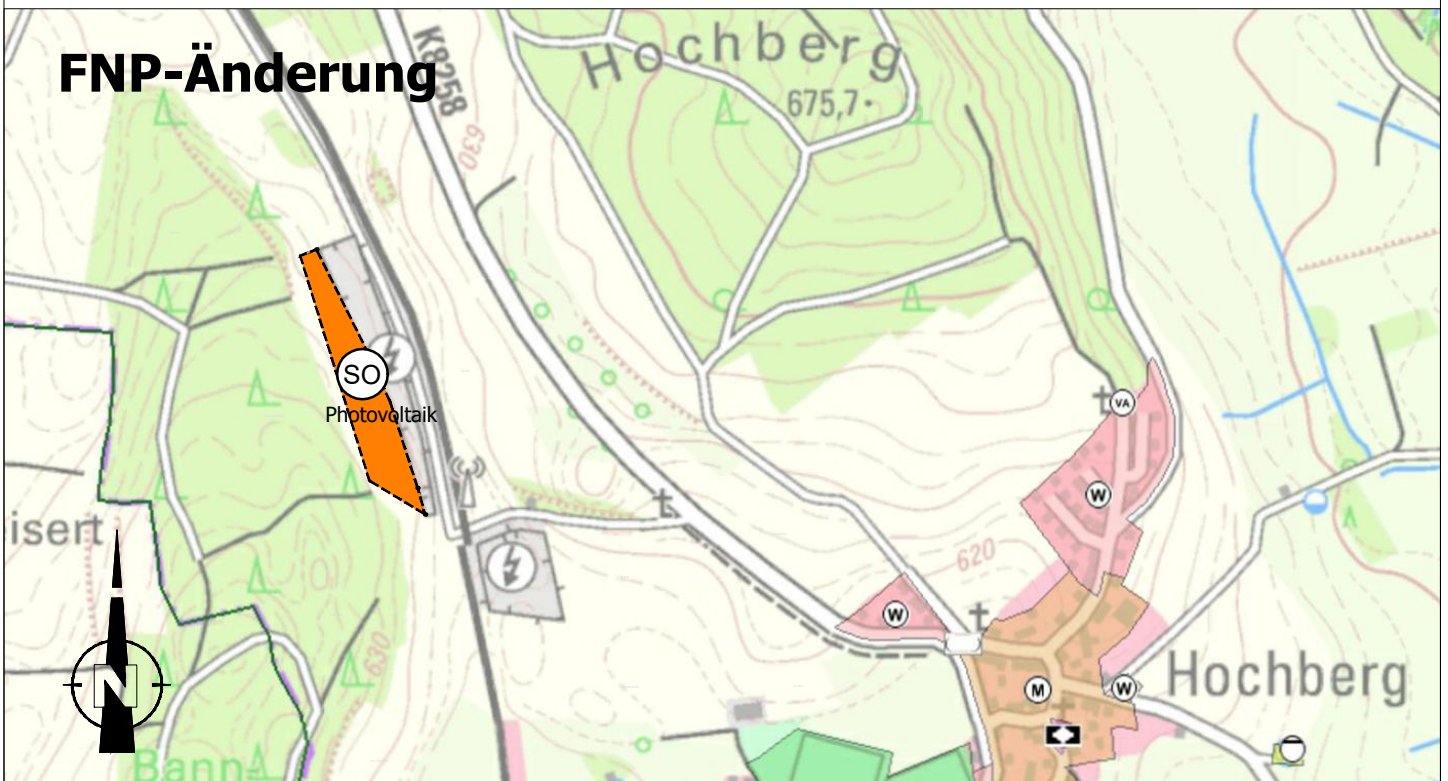 FNP-Änderung
K8258
Hochberg
675,7
630
SO
Photovoltaik
VA
W
isert
620
W
630
N
M
W
Hochberg
Bann-